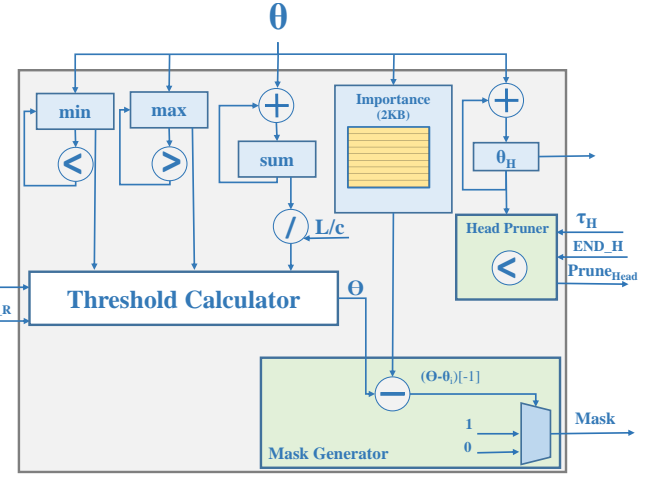 θ
min
max
Importance
(2KB)
sum
θH
τH
Head Pruner
L/c
END_H
PruneHead
Threshold Calculator
Θ
_R
(Θ-θi)[-1]
1
0
Mask
Mask Generator